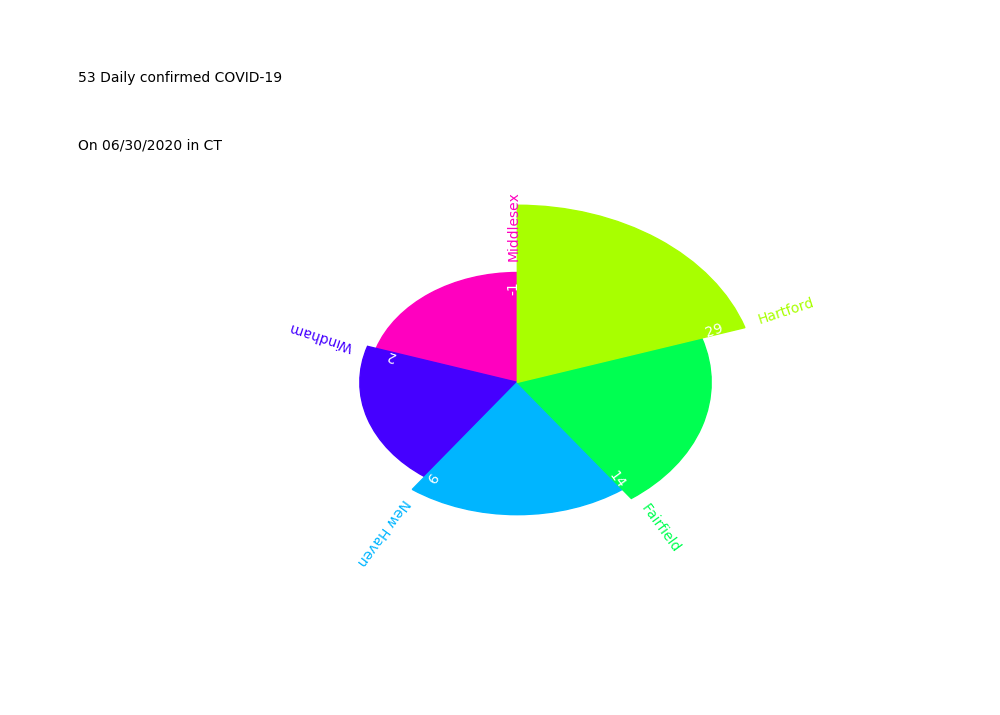 53 Daily confirmed COVID-19
On 06/30/2020 in CT
Middlesex
-1
Hartford
29
Windham
2
Fairfield
14
New Haven
9